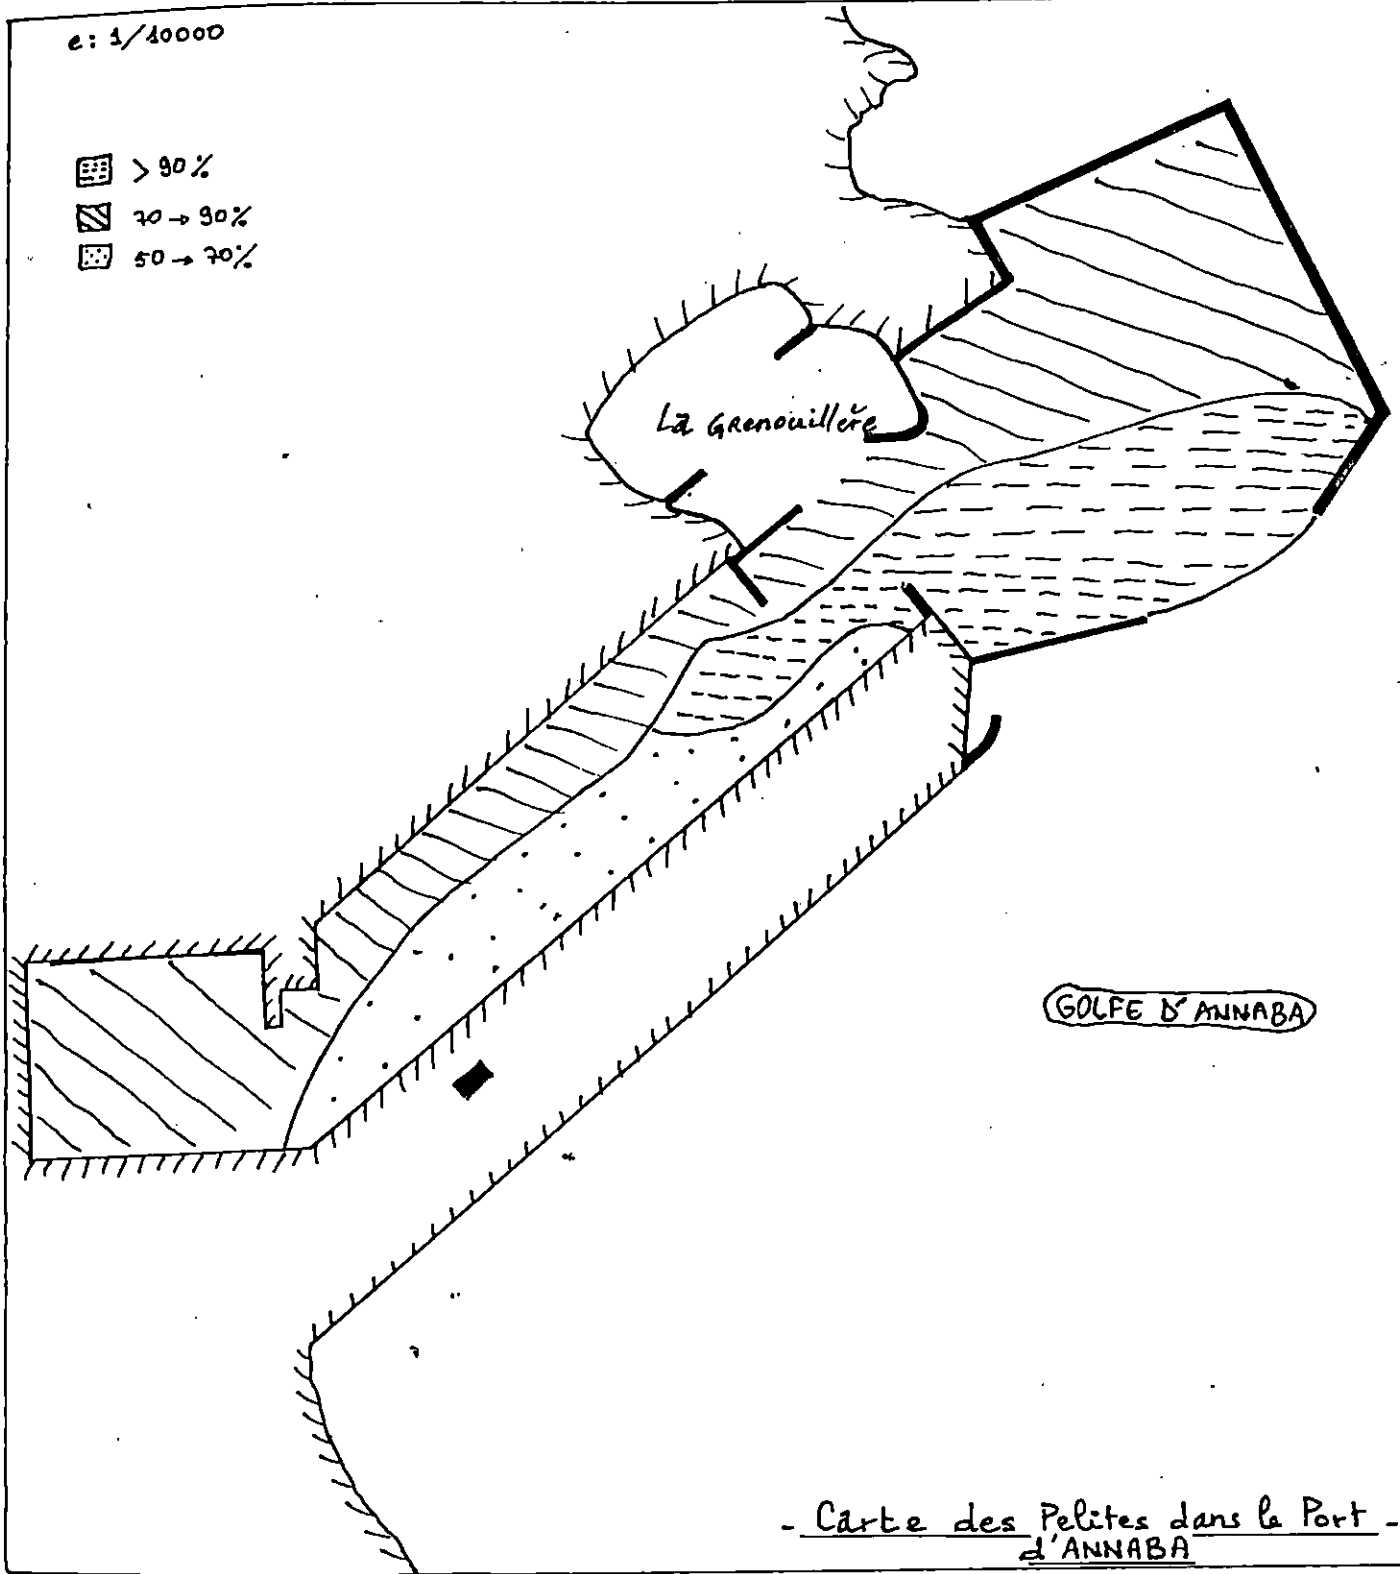 e: 1/10000
> 90%
70 → 90%
50 → 70%
La Grenouillère
GOLFE D'ANNABA
- Carte des Pelites dans le Port -
d'ANNABA